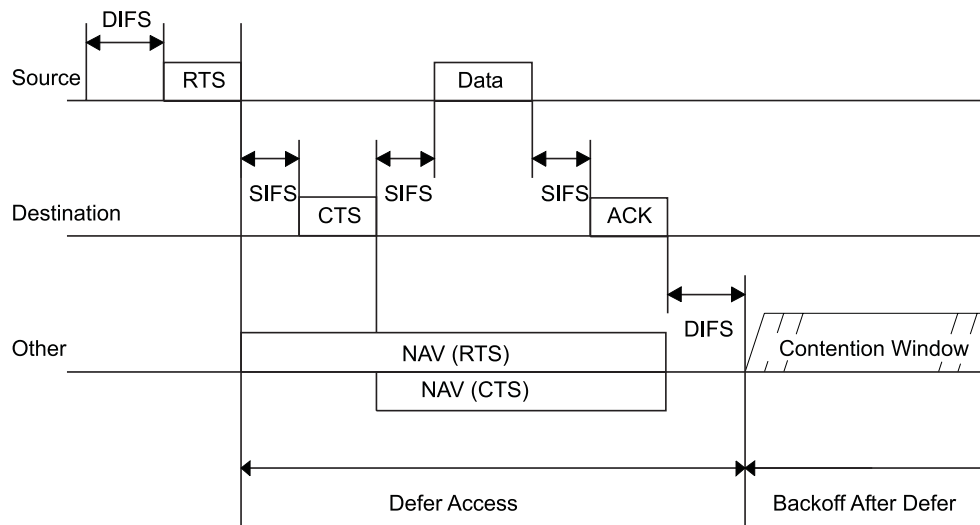 DIFS
Source
RTS
Data
SIFS
SIFS
SIFS
Destination
CTS
ACK
DIFS
Other
NAV (RTS)
Contention Window
NAV (CTS)
Defer Access
Backoff After Defer